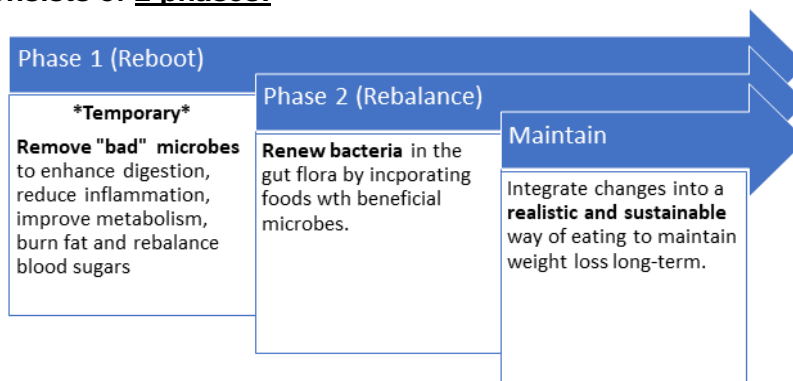 Phase 1 (Reboot)
*Temporary*
Remove "bad" microbes
to enhance digestion,
reduce inflammation,
improve metabolism,
burn fat and rebalance
blood sugars
Phase 2 (Rebalance)
Renew bacteria in the
gut flora by incporating
foods wth beneficial
microbes.
Maintain
Integrate changes into a
realistic and sustainable
way of eating to maintain
weight loss long-term.